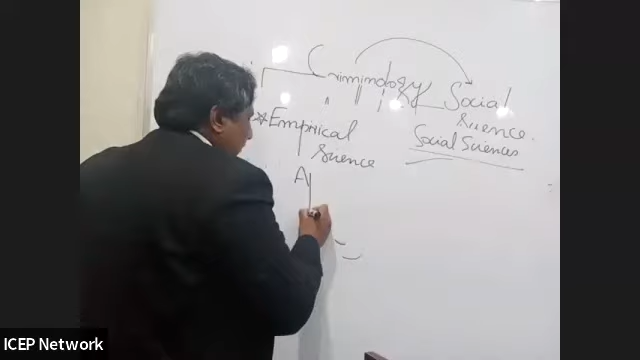 Criminology
Social
Science.
*Empirical
Science
Social Sciences
A
ICEP Network